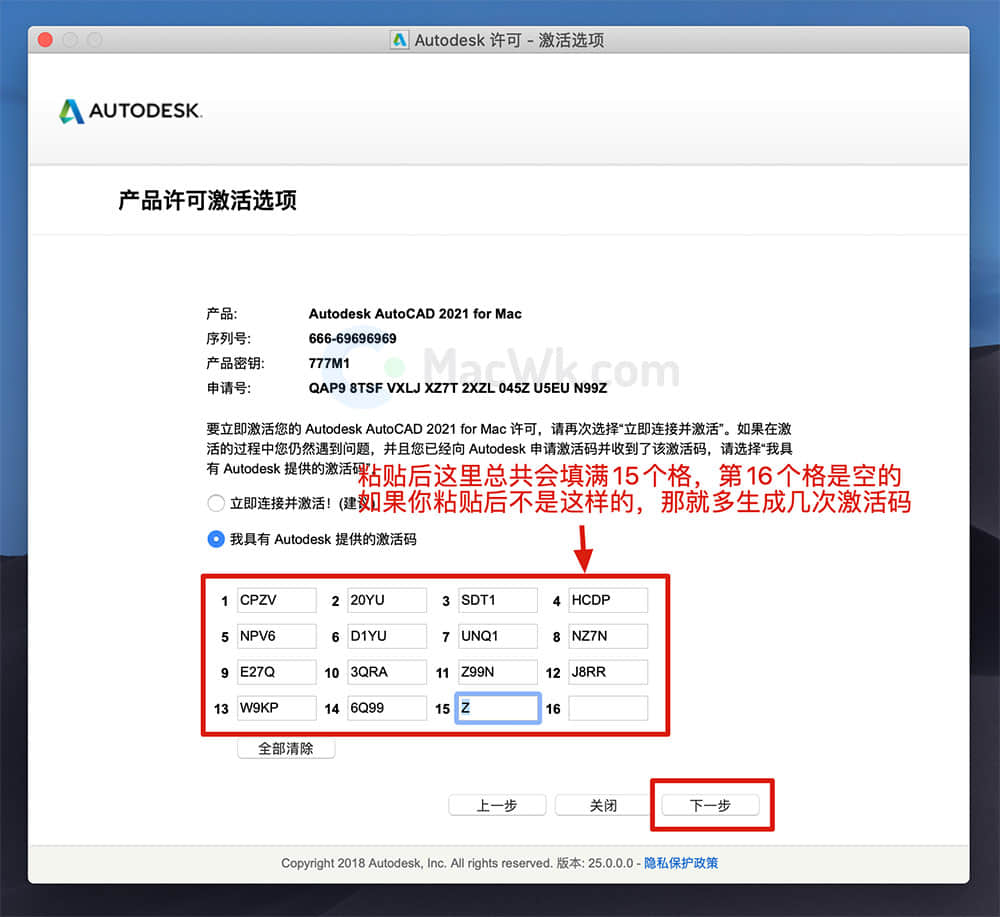 Autodesk 许可 - 激活选项
AUTODESK.
产品许可激活选项
产品: Autodesk AutoCAD 2021 for Mac
序列号: 666-69696969
产品密钥: 777M1
MacWk.com
申请号: QAP9 8TSF VXLJ XZ7T 2XZL 045Z U5EU N99Z
要立即激活您的 Autodesk AutoCAD 2021 for Mac 许可，请再次选择“立即连接并激活”。如果在激
活的过程中您仍然遇到问题，并且您已经向 Autodesk 申请激活码并收到了该激活码，请选择“我具
有 Autodesk 提供的激活码”
粘贴后这里总共会填满15个格，第16个格是空的
如果你粘贴后不是这样的，那就多生成几次激活码
立即连接并激活！(建议)
我具有 Autodesk 提供的激活码
1 CPZV 2 20YU 3 SDT1 4 HCDP
5 NPV6 6 D1YU 7 UNQ1 8 NZ7N
9 E27Q 10 3QRA 11 Z99N 12 J8RR
13 W9KP 14 6Q99 15 Z 16
全部清除
上一步 关闭 下一步
Copyright 2018 Autodesk, Inc. All rights reserved. 版本: 25.0.0.0 - 隐私保护政策